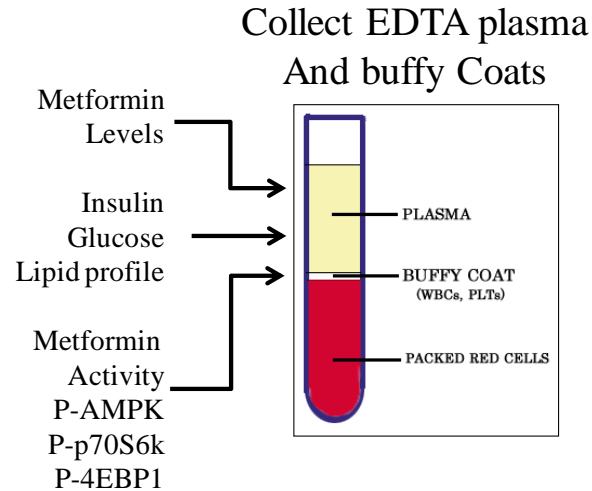 Collect EDTA plasma
And buffy Coats
Metformin
Levels
Insulin
Glucose
Lipid profile
Metformin
Activity
P-AMPK
P-p70S6k
P-4EBP1
PLASMA
BUFFY COAT
(WBCs, PLTs)
PACKED RED CELLS